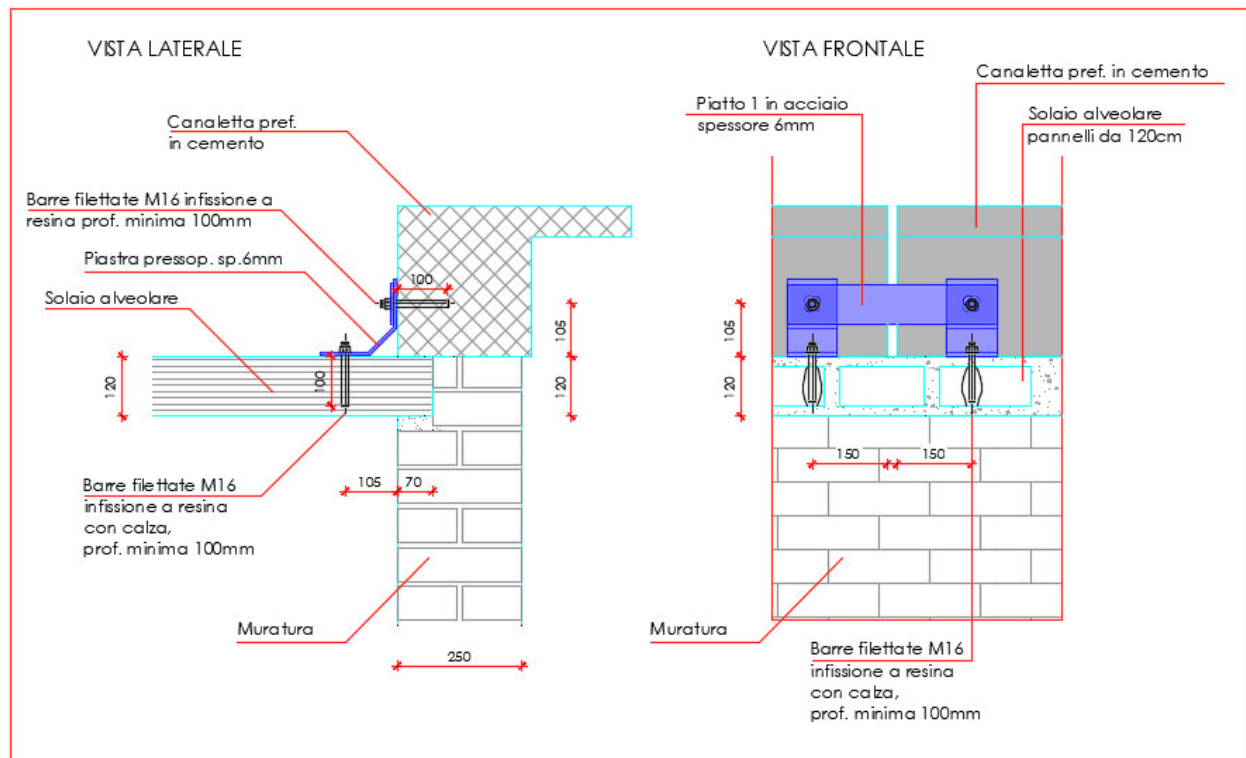 VISTA LATERALE
Canaletta pref.
in cemento
Barre filettate M16 infissione a
resina prof. minima 100mm
Piastra pressop. sp.6mm
Solaio alveolare
100
105
120
100
120
105
70
Barre filettate M16
infissione a resina
con calza,
prof. minima 100mm
Muratura
250
VISTA FRONTALE
Canaletta pref. in cemento
Piatto 1 in acciaio
spessore 6mm
Solaio alveolare
pannelli da 120cm
105
120
150
150
Muratura
Barre filettate M16
infissione a resina
con calza,
prof. minima 100mm